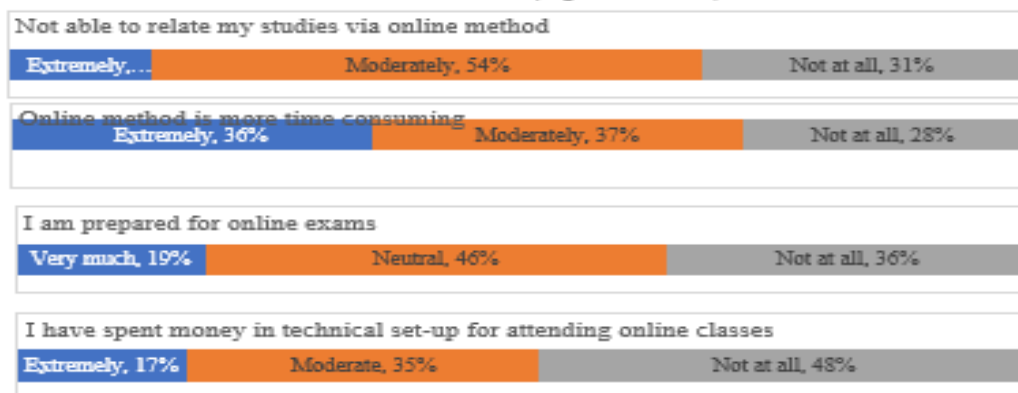 Not able to relate my studies via online method
Extremely,... Moderately, 54% Not at all, 31%
Online method is more time consuming
Extremely, 36% Moderately, 37% Not at all, 28%
I am prepared for online exams
Very much, 19% Neutral, 46% Not at all, 36%
I have spent money in technical set-up for attending online classes
Extremely, 17% Moderate, 35% Not at all, 48%